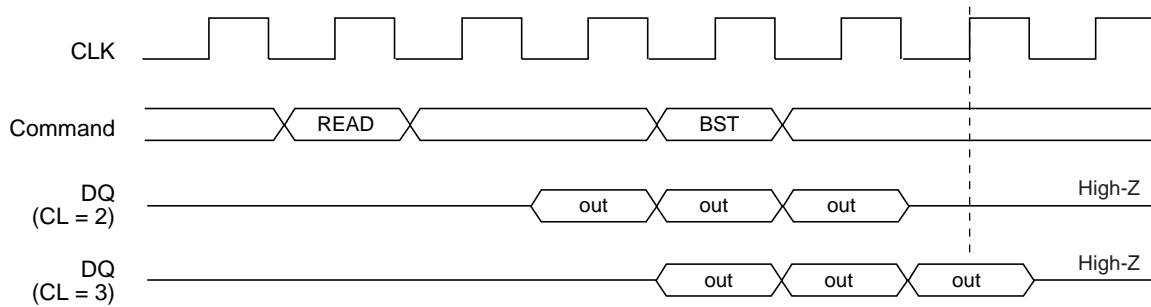 CLK
Command READ BST
DQ
(CL = 2) out out out High-Z
DQ
(CL = 3) out out out High-Z